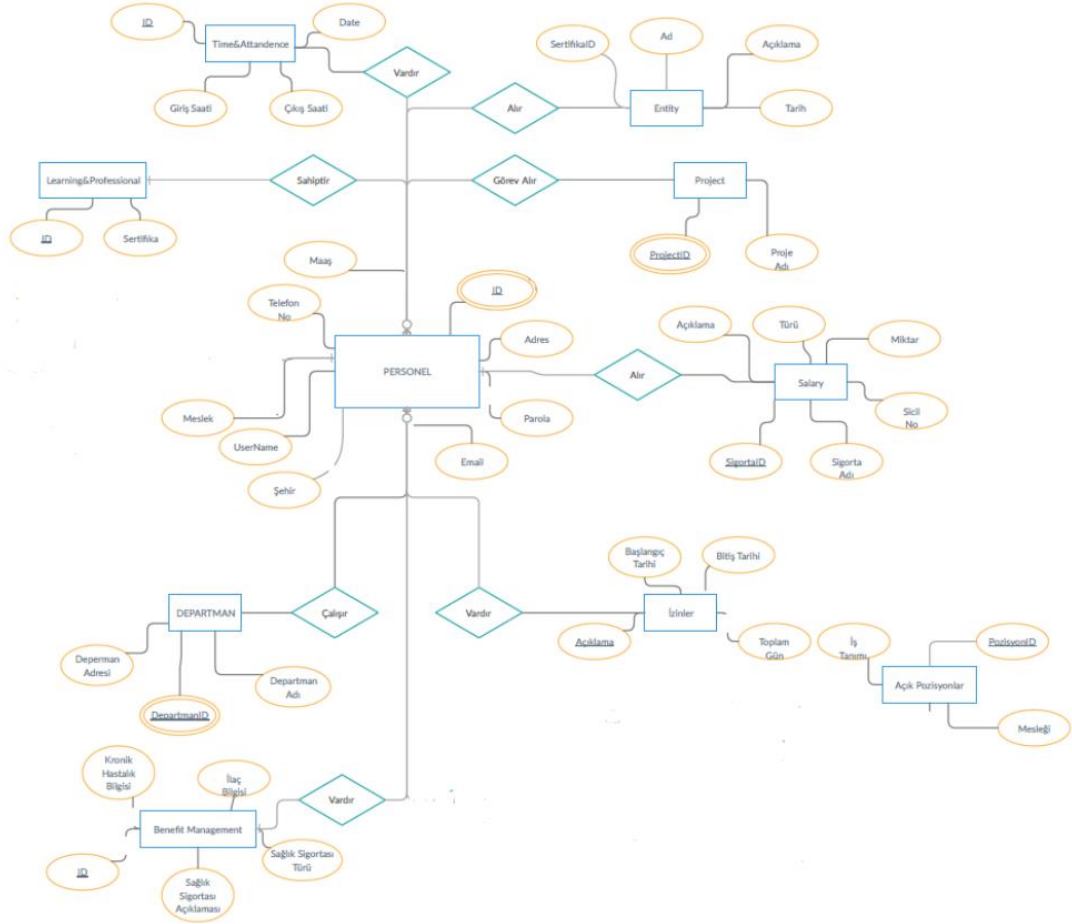 ID
Date
Time&Attandence
Giriş Saati
Çıkış Saati
Vardır
SertifikaID
Ad
Açıklama
Alır
Entity
Tarih
Learning&Professional
Sahiptir
Görev Alır
Project
ID
Sertifika
ProjectID
Proje
Adı
Maaş
ID
Telefon
No
Adres
Açıklama
Türü
Miktar
PERSONEL
Alır
Salary
Meslek
Parola
Sicil
No
UserName
Email
SigortaID
Sigorta
Adı
Şehir
Başlangıç
Tarihi
Bitiş Tarihi
DEPARTMAN
Çalışır
Vardır
İzinler
Açıklama
Toplam
Gün
İş
Tanımı
PozisyonID
Deperman
Adresi
Departman
Adı
Açık Pozisyonlar
DepartmanID
Mesleği
Kronik
Hastalık
Bilgisi
İlaç
Bilgisi
Vardır
Benefit Management
Sağlık Sigortası
Türü
ID
Sağlık
Sigortası
Açıklaması